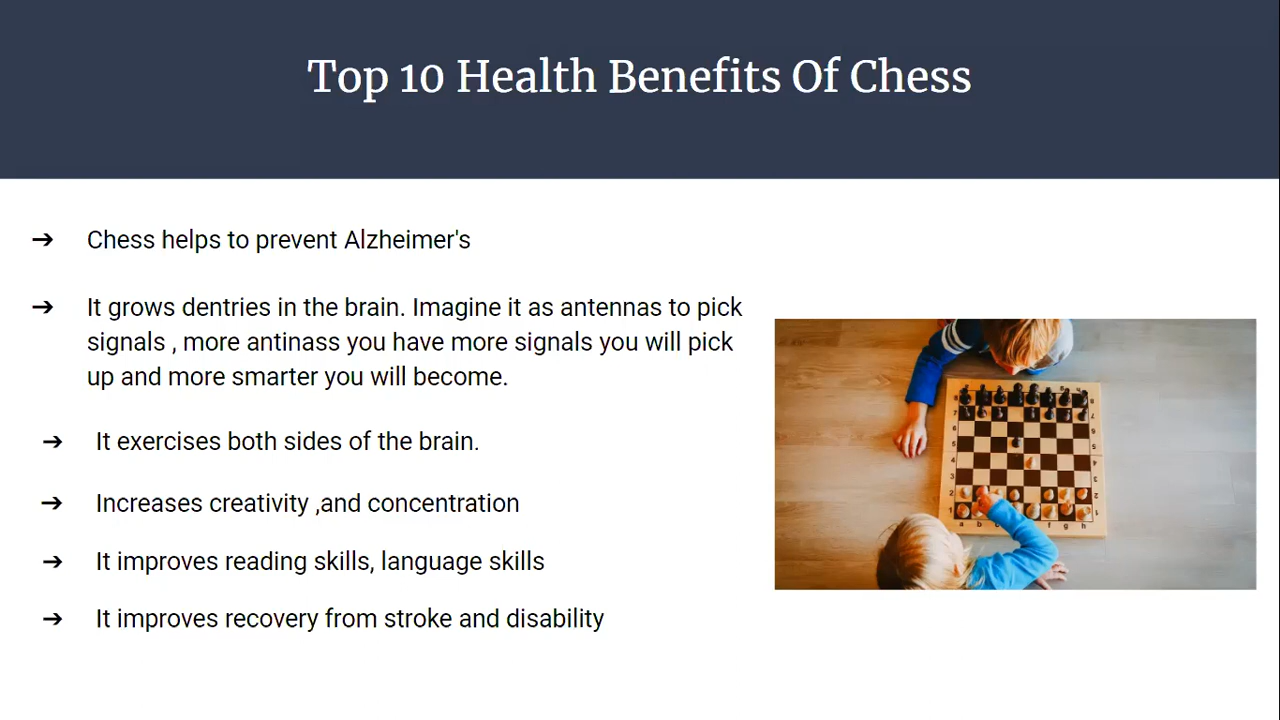 Top 10 Health Benefits Of Chess
➔ Chess helps to prevent Alzheimer's
➔ It grows dentries in the brain. Imagine it as antennas to pick
signals , more antinass you have more signals you will pick
up and more smarter you will become.
➔ It exercises both sides of the brain.
➔ Increases creativity ,and concentration
➔ It improves reading skills, language skills
➔ It improves recovery from stroke and disability